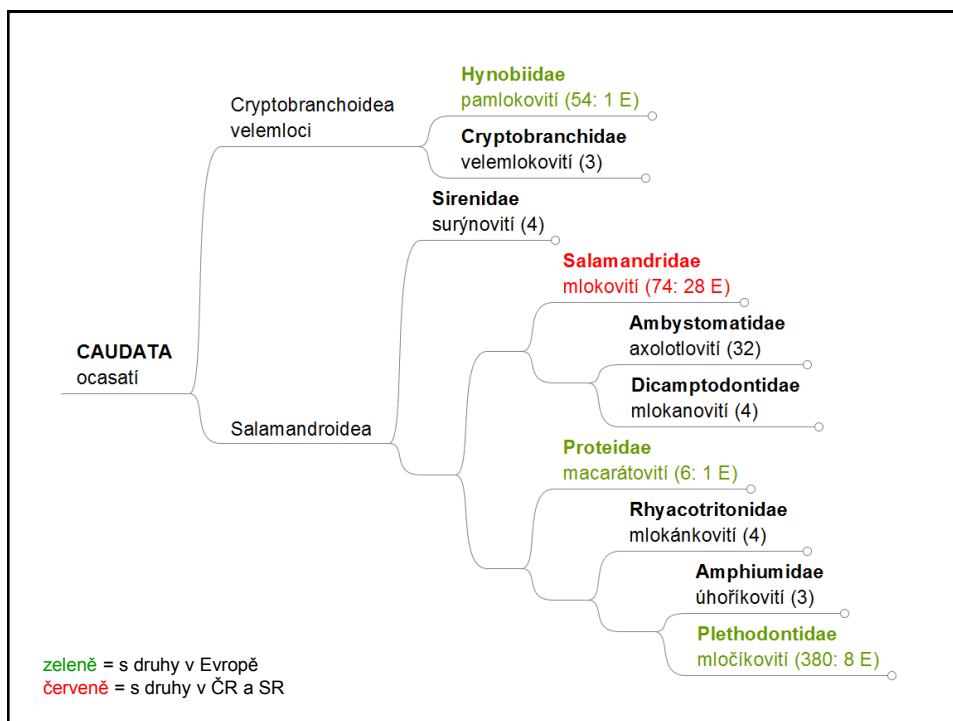 Hynobiidae
pamlokovití (54: 1 E)
Cryptobranchoidea
velemloci
Cryptobranchidae
velemlokovití (3)
Sirenidae
surýnovití (4)
Salamandridae
mlokovití (74: 28 E)
Ambystomatidae
axolotlovití (32)
CAUDATA
ocasatí
Dicamptodontidae
mlokanovití (4)
Salamandroidea
Proteidae
macarátovití (6: 1 E)
Rhyacotritonidae
mlokánkovití (4)
Amphiumidae
úhoříkovití (3)
Plethodontidae
mločíkovití (380: 8 E)
zeleně = s druhy v Evropě
červeně = s druhy v ČR a SR